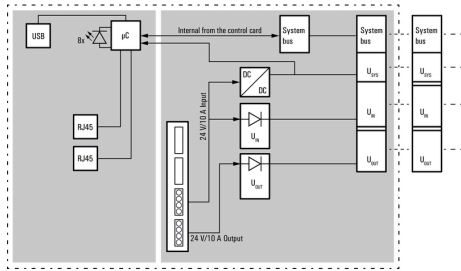 USB
8x
µC
Internal from the control card
System
bus
System
bus
System
bus
DC
DC
U_SYS
U_SYS
24 V/10 A Input
U_IN
U_IN
U_IN
RJ45
RJ45
U_OUT
U_OUT
U_OUT
24 V/10 A Output